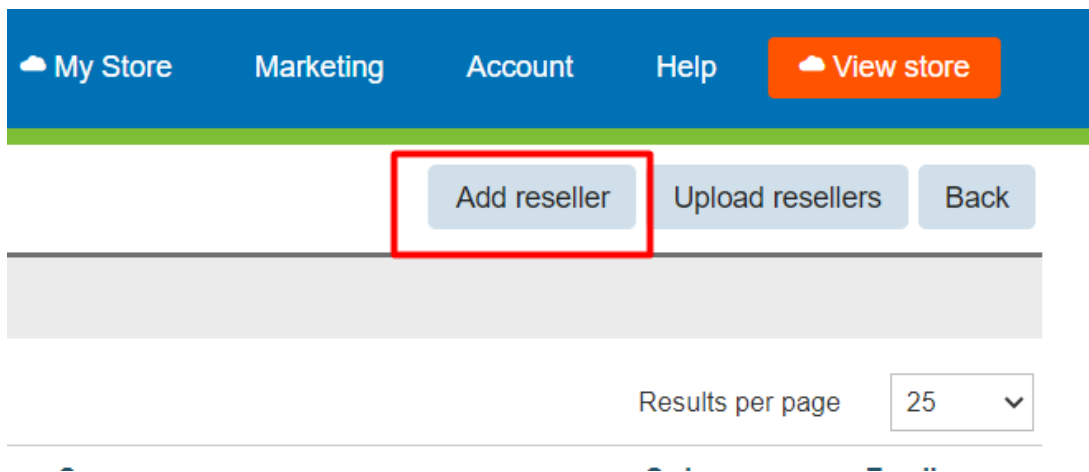 My Store Marketing Account Help View store
Add reseller Upload resellers Back
Results per page 25